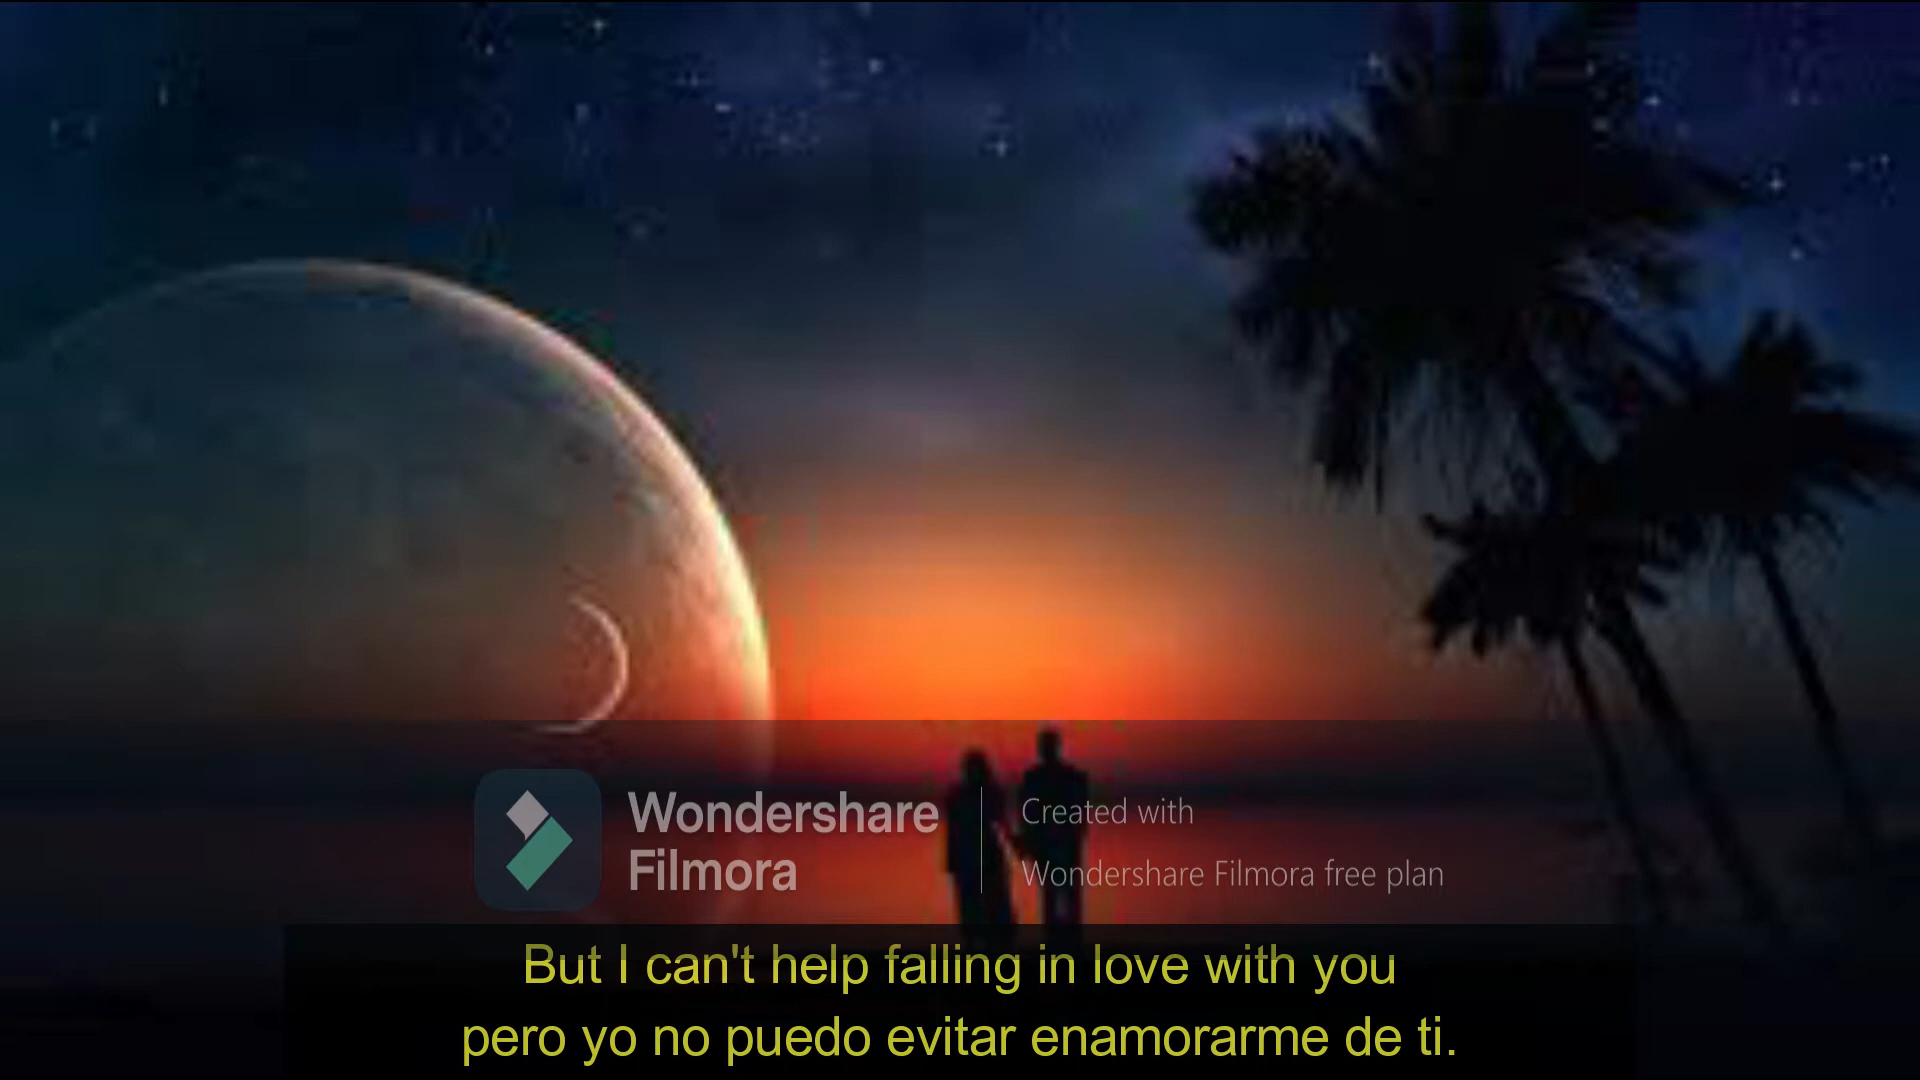 Wondershare
Filmora
Created with
Wondershare Filmora free plan
But I can't help falling in love with you
pero yo no puedo evitar enamorarme de ti.